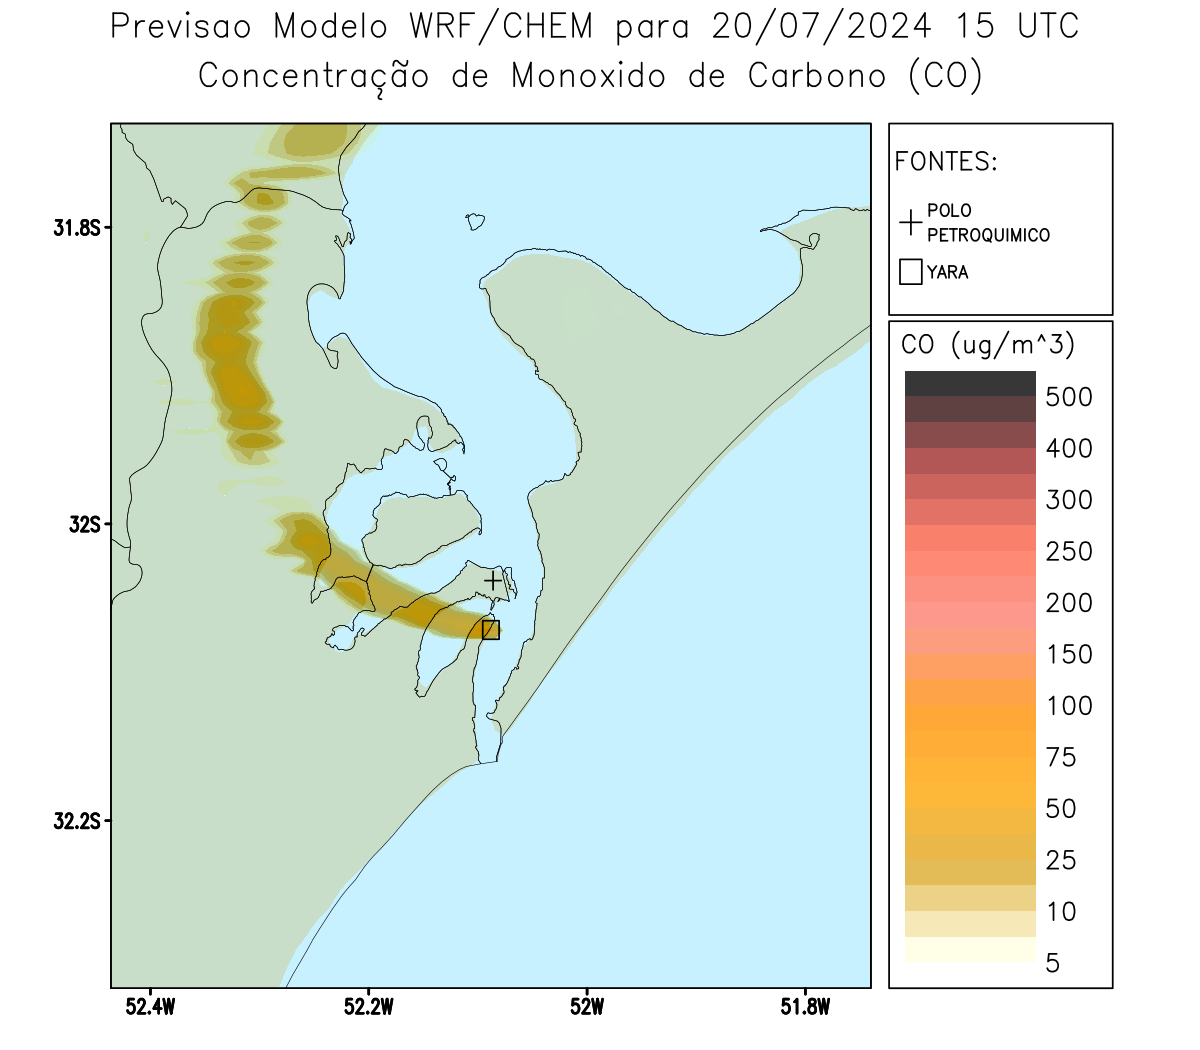 Previsao Modelo WRF/CHEM para 20/07/2024 15 UTC
Concentração de Monoxido de Carbono (CO)
FONTES:
POLO
PETROQUIMICO
YARA
CO (ug/m^3)
500
400
300
250
200
150
100
75
50
25
10
5
31.8S
32S
32.2S
52.4W
52.2W
52W
51.8W